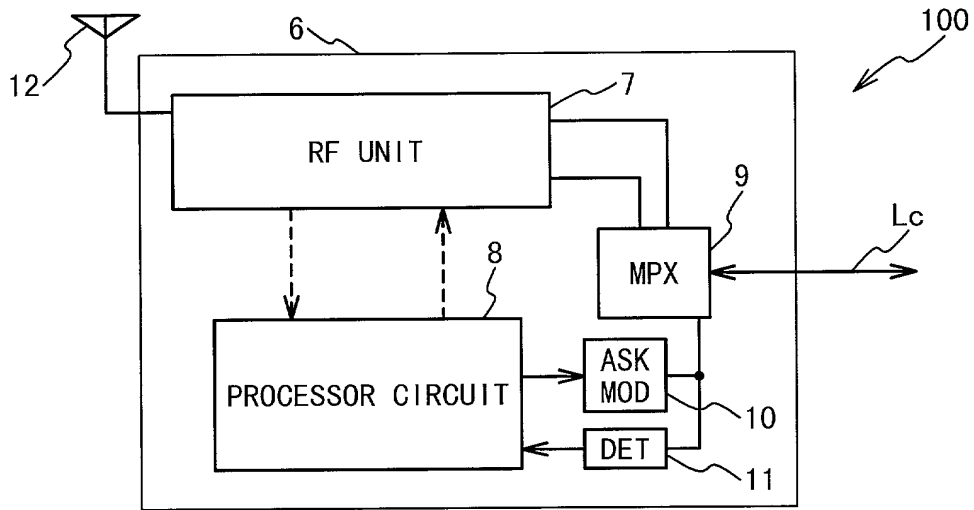 6
100
12
7
RF UNIT
9
Lc
MPX
8
PROCESSOR CIRCUIT
ASK
MOD
10
DET
11